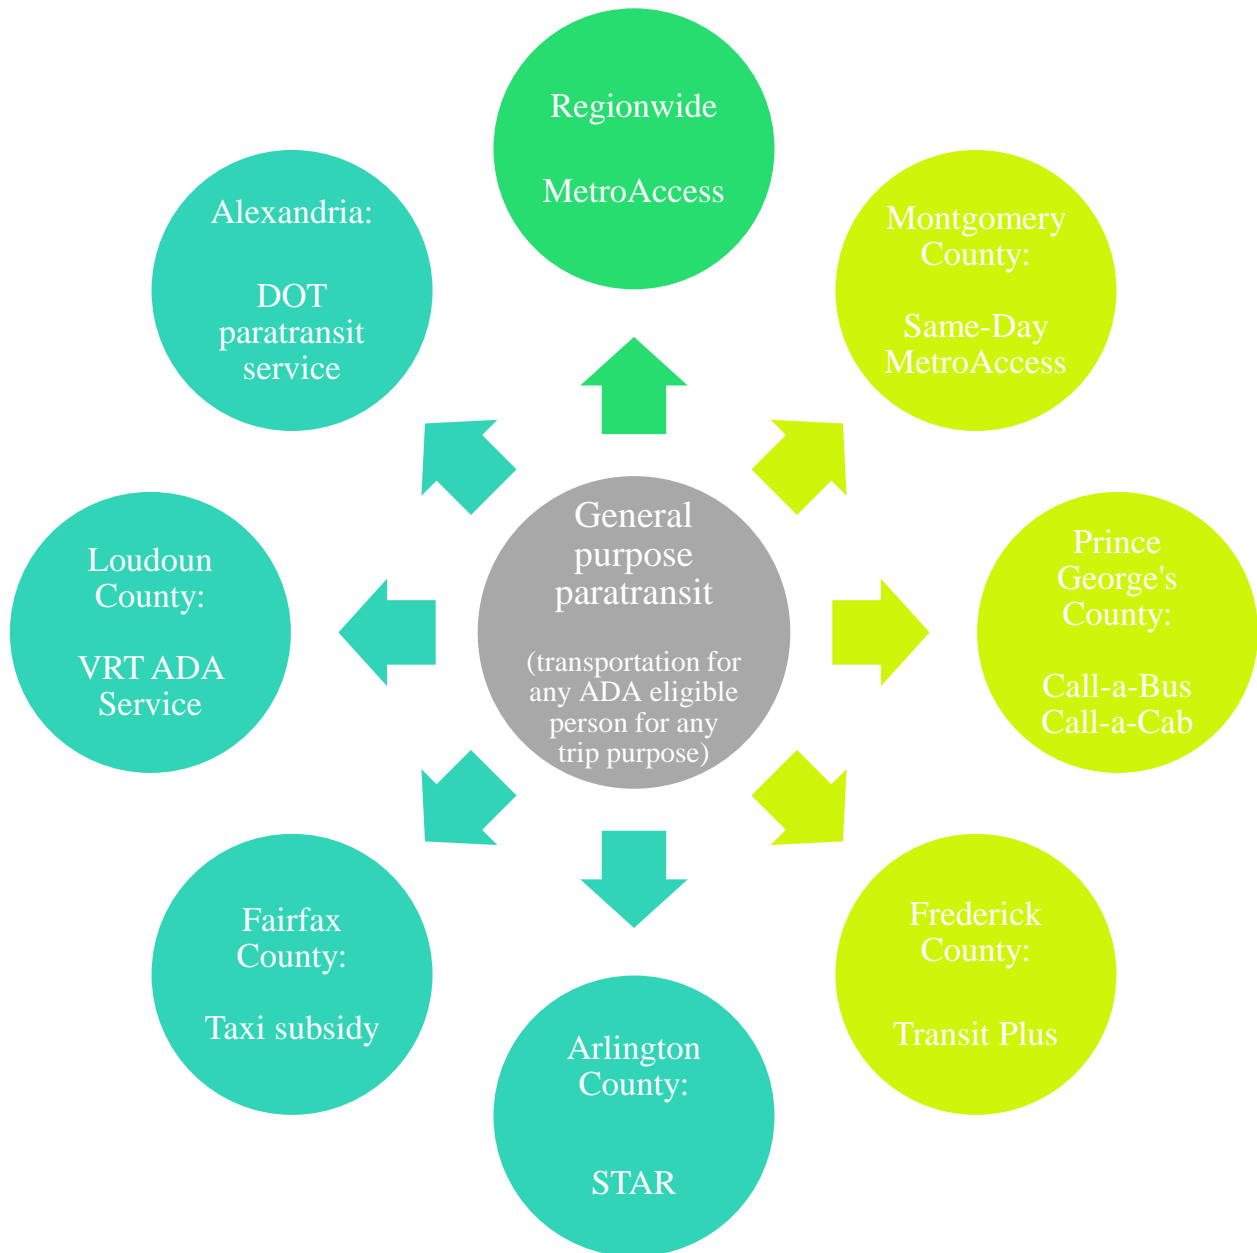 Regionwide
MetroAccess
Montgomery
County:
Same-Day
MetroAccess
Prince
George's
County:
Call-a-Bus
Call-a-Cab
Frederick
County:
Transit Plus
Arlington
County:
STAR
Fairfax
County:
Taxi subsidy
Loudoun
County:
VRT ADA
Service
Alexandria:
DOT
paratransit
service
General
purpose
paratransit
(transportation for
any ADA eligible
person for any
trip purpose)